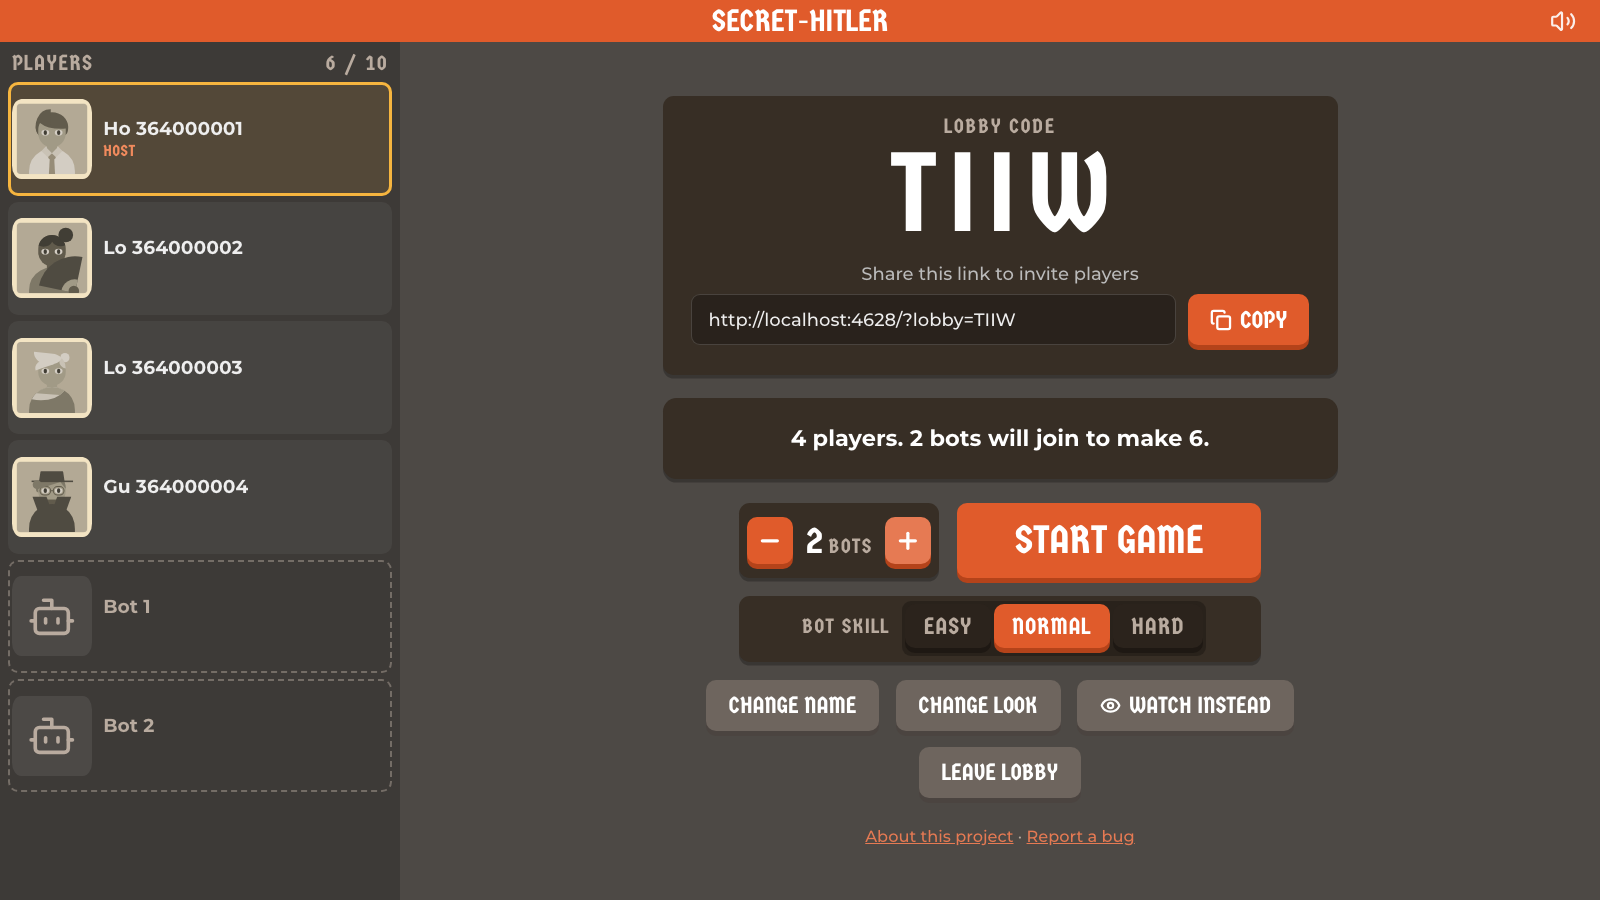 SECRET-HITLER
PLAYERS 6 / 10
Ho 364000001
HOST
Lo 364000002
Lo 364000003
Gu 364000004
Bot 1
Bot 2
LOBBY CODE
TIIW
Share this link to invite players
http://localhost:4628/?lobby=TIIW
COPY
4 players. 2 bots will join to make 6.
2 BOTS
START GAME
BOT SKILL EASY NORMAL HARD
CHANGE NAME CHANGE LOOK WATCH INSTEAD
LEAVE LOBBY
About this project · Report a bug